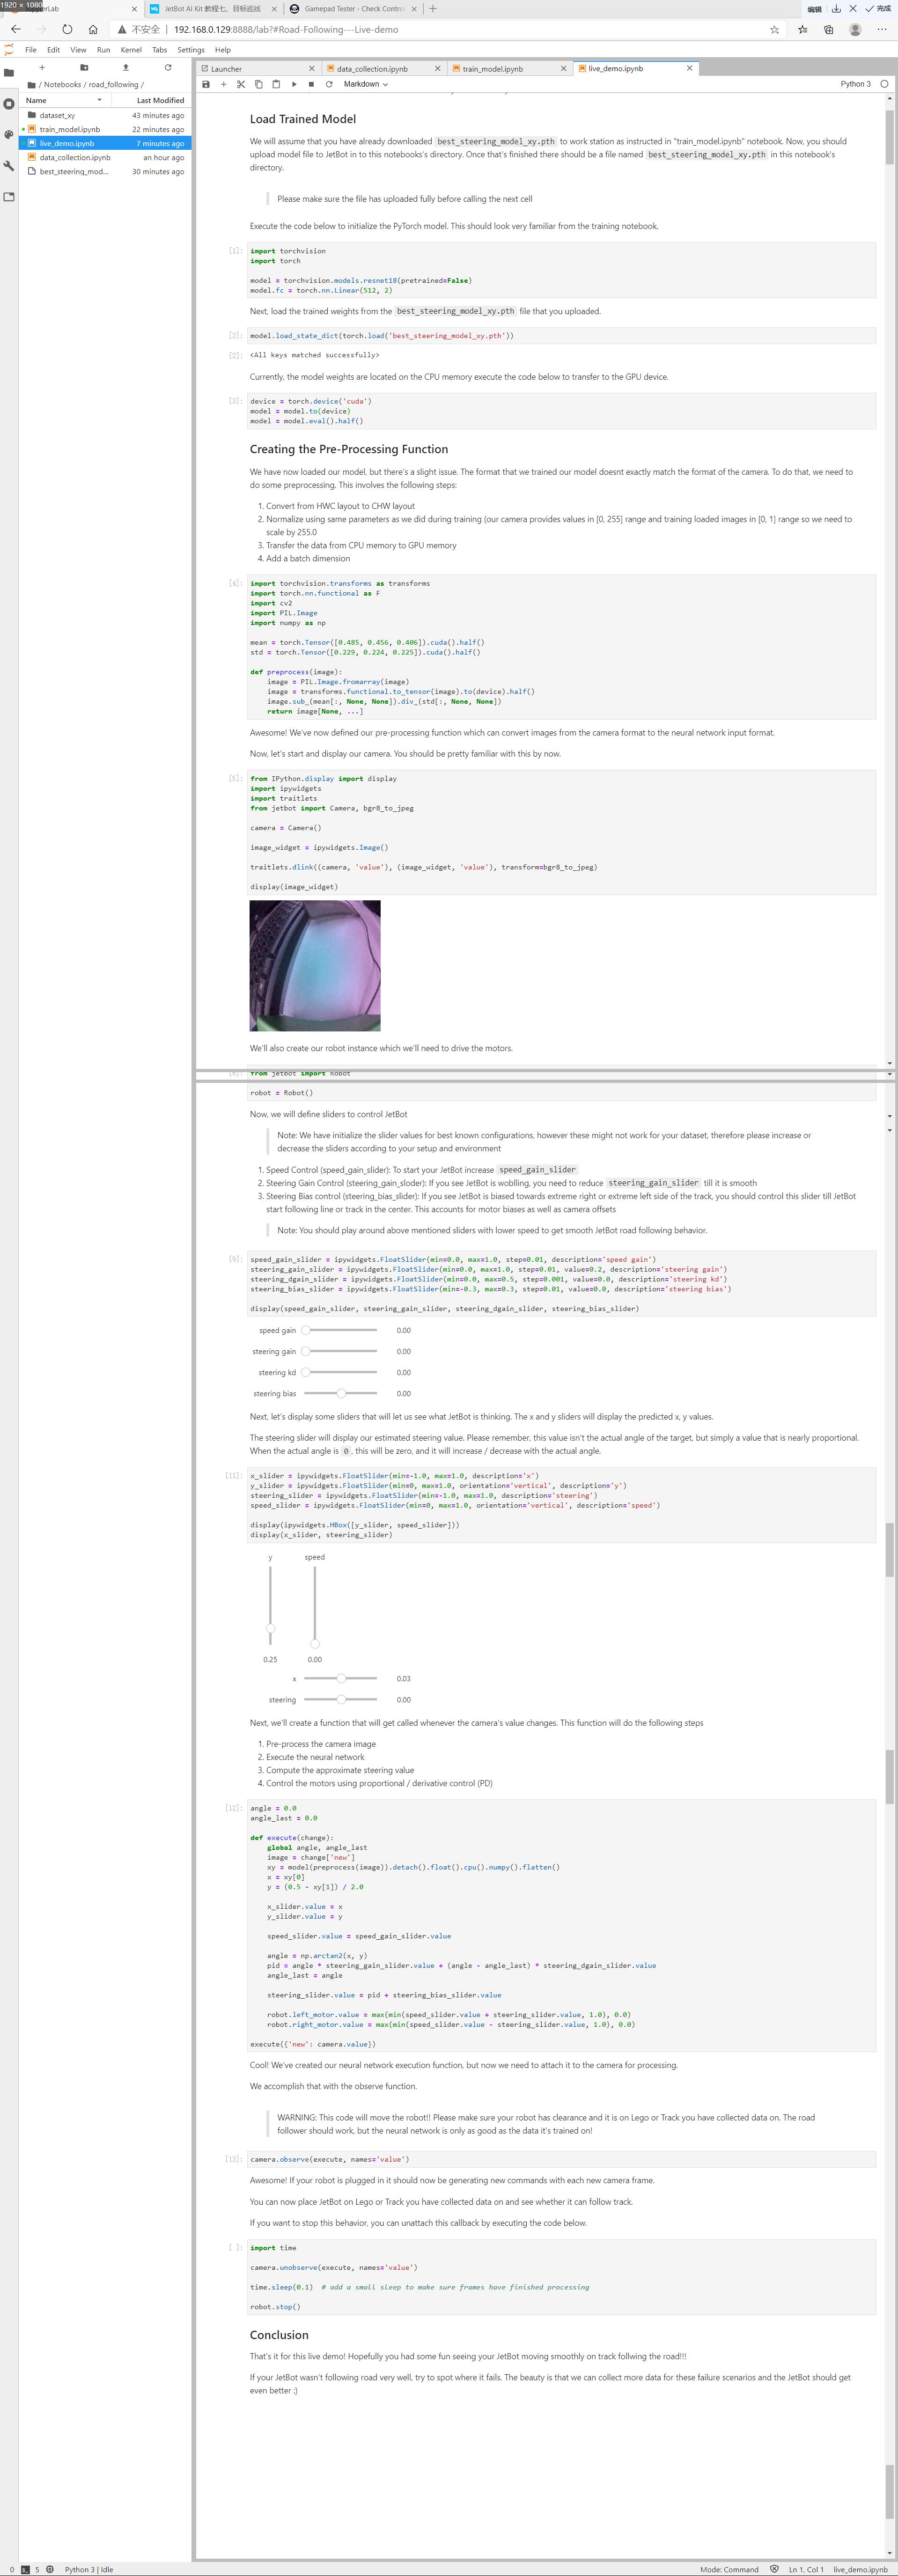 1920 × 1080
JetBot AI Kit 教程七、目标巡线
Gamepad Tester - Check Control
编辑
完成
不安全 | 192.168.0.129:8888/lab?#Road-Following---Live-demo
File Edit View Run Kernel Tabs Settings Help
/ Notebooks / road_following /
Name Last Modified
dataset_xy 43 minutes ago
train_model.ipynb 22 minutes ago
live_demo.ipynb 7 minutes ago
data_collection.ipynb an hour ago
best_steering_mod... 30 minutes ago
Launcher
data_collection.ipynb
train_model.ipynb
live_demo.ipynb
Markdown
Python 3
Load Trained Model
We will assume that you have already downloaded best_steering_model_xy.pth to work station as instructed in "train_model.ipynb" notebook. Now, you should
upload model file to JetBot in to this notebooks's directory. Once that's finished there should be a file named best_steering_model_xy.pth in this notebook's
directory.
Please make sure the file has uploaded fully before calling the next cell
Execute the code below to initialize the PyTorch model. This should look very familiar from the training notebook.
[1]: import torchvision
import torch
model = torchvision.models.resnet18(pretrained=False)
model.fc = torch.nn.Linear(512, 2)
Next, load the trained weights from the best_steering_model_xy.pth file that you uploaded.
[2]: model.load_state_dict(torch.load('best_steering_model_xy.pth'))
[2]: <All keys matched successfully>
Currently, the model weights are located on the CPU memory execute the code below to transfer to the GPU device.
[3]: device = torch.device('cuda')
model = model.to(device)
model = model.eval().half()
Creating the Pre-Processing Function
We have now loaded our model, but there's a slight issue. The format that we trained our model doesnt exactly match the format of the camera. To do that, we need to
do some preprocessing. This involves the following steps:
1. Convert from HWC layout to CHW layout
2. Normalize using same parameters as we did during training (our camera provides values in [0, 255] range and training loaded images in [0, 1] range so we need to
scale by 255.0
3. Transfer the data from CPU memory to GPU memory
4. Add a batch dimension
[4]: import torchvision.transforms as transforms
import torch.nn.functional as F
import cv2
import PIL.Image
import numpy as np
mean = torch.Tensor([0.485, 0.456, 0.406]).cuda().half()
std = torch.Tensor([0.229, 0.224, 0.225]).cuda().half()
def preprocess(image):
image = PIL.Image.fromarray(image)
image = transforms.functional.to_tensor(image).to(device).half()
image.sub_(mean[:, None, None]).div_(std[:, None, None])
return image[None, ...]
Awesome! We've now defined our pre-processing function which can convert images from the camera format to the neural network input format.
Now, let's start and display our camera. You should be pretty familiar with this by now.
[5]: from IPython.display import display
import ipywidgets
import traitlets
from jetbot import Camera, bgr8_to_jpeg
camera = Camera()
image_widget = ipywidgets.Image()
traitlets.dlink((camera, 'value'), (image_widget, 'value'), transform=bgr8_to_jpeg)
display(image_widget)
We'll also create our robot instance which we'll need to drive the motors.
from jetbot import Robot
robot = Robot()
Now, we will define sliders to control JetBot
Note: We have initialize the slider values for best known configurations, however these might not work for your dataset, therefore please increase or
decrease the sliders according to your setup and environment
1. Speed Control (speed_gain_slider): To start your JetBot increase speed_gain_slider
2. Steering Gain Control (steering_gain_sloder): If you see JetBot is woblling, you need to reduce steering_gain_slider till it is smooth
3. Steering Bias control (steering_bias_slider): If you see JetBot is biased towards extreme right or extreme left side of the track, you should control this slider till JetBot
start following line or track in the center. This accounts for motor biases as well as camera offsets
Note: You should play around above mentioned sliders with lower speed to get smooth JetBot road following behavior.
[9]: speed_gain_slider = ipywidgets.FloatSlider(min=0.0, max=1.0, step=0.01, description='speed gain')
steering_gain_slider = ipywidgets.FloatSlider(min=0.0, max=1.0, step=0.01, value=0.2, description='steering gain')
steering_dgain_slider = ipywidgets.FloatSlider(min=0.0, max=0.5, step=0.001, value=0.0, description='steering kd')
steering_bias_slider = ipywidgets.FloatSlider(min=-0.3, max=0.3, step=0.01, value=0.0, description='steering bias')
display(speed_gain_slider, steering_gain_slider, steering_dgain_slider, steering_bias_slider)
speed gain 0.00
steering gain 0.00
steering kd 0.00
steering bias 0.00
Next, let's display some sliders that will let us see what JetBot is thinking. The x and y sliders will display the predicted x, y values.
The steering slider will display our estimated steering value. Please remember, this value isn't the actual angle of the target, but simply a value that is nearly proportional.
When the actual angle is 0, this will be zero, and it will increase / decrease with the actual angle.
[11]: x_slider = ipywidgets.FloatSlider(min=-1.0, max=1.0, description='x')
y_slider = ipywidgets.FloatSlider(min=0, max=1.0, orientation='vertical', description='y')
steering_slider = ipywidgets.FloatSlider(min=-1.0, max=1.0, description='steering')
speed_slider = ipywidgets.FloatSlider(min=0, max=1.0, orientation='vertical', description='speed')
display(ipywidgets.HBox([y_slider, speed_slider]))
display(x_slider, steering_slider)
y speed
0.25 0.00
x 0.03
steering 0.00
Next, we'll create a function that will get called whenever the camera's value changes. This function will do the following steps
1. Pre-process the camera image
2. Execute the neural network
3. Compute the approximate steering value
4. Control the motors using proportional / derivative control (PD)
[12]: angle = 0.0
angle_last = 0.0
def execute(change):
global angle, angle_last
image = change['new']
xy = model(preprocess(image)).detach().float().cpu().numpy().flatten()
x = xy[0]
y = (0.5 - xy[1]) / 2.0
x_slider.value = x
y_slider.value = y
speed_slider.value = speed_gain_slider.value
angle = np.arctan2(x, y)
pid = angle * steering_gain_slider.value + (angle - angle_last) * steering_dgain_slider.value
angle_last = angle
steering_slider.value = pid + steering_bias_slider.value
robot.left_motor.value = max(min(speed_slider.value + steering_slider.value, 1.0), 0.0)
robot.right_motor.value = max(min(speed_slider.value - steering_slider.value, 1.0), 0.0)
execute({'new': camera.value})
Cool! We've created our neural network execution function, but now we need to attach it to the camera for processing.
We accomplish that with the observe function.
WARNING: This code will move the robot!! Please make sure your robot has clearance and it is on Lego or Track you have collected data on. The road
follower should work, but the neural network is only as good as the data it's trained on!
[13]: camera.observe(execute, names='value')
Awesome! If your robot is plugged in it should now be generating new commands with each new camera frame.
You can now place JetBot on Lego or Track you have collected data on and see whether it can follow track.
If you want to stop this behavior, you can unattach this callback by executing the code below.
[ ]: import time
camera.unobserve(execute, names='value')
time.sleep(0.1) # add a small sleep to make sure frames have finished processing
robot.stop()
Conclusion
That's it for this live demo! Hopefully you had some fun seeing your JetBot moving smoothly on track follwing the road!!!
If your JetBot wasn't following road very well, try to spot where it fails. The beauty is that we can collect more data for these failure scenarios and the JetBot should get
even better :)
0 5 Python 3 | Idle
Mode: Command Ln 1, Col 1 live_demo.ipynb